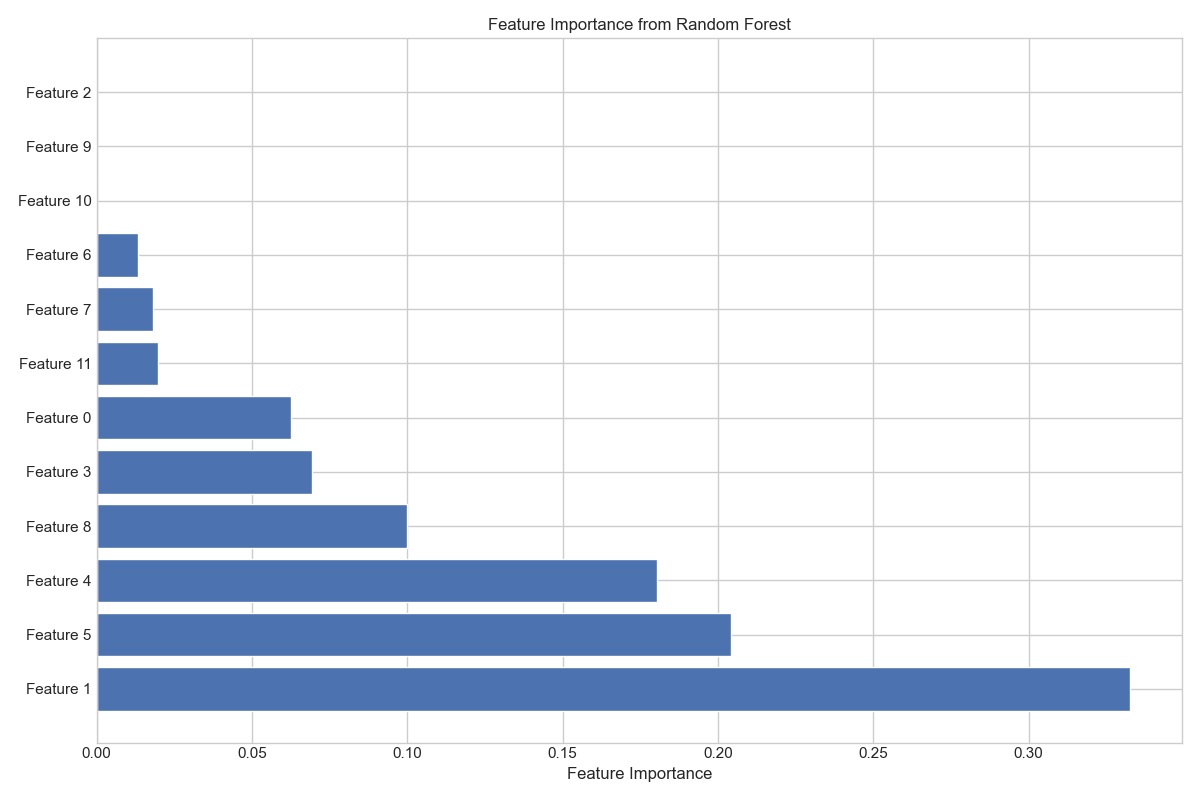 Feature Importance from Random Forest
Feature 2
Feature 9
Feature 10
Feature 6
Feature 7
Feature 11
Feature 0
Feature 3
Feature 8
Feature 4
Feature 5
Feature 1
0.00 0.05 0.10 0.15 0.20 0.25 0.30
Feature Importance